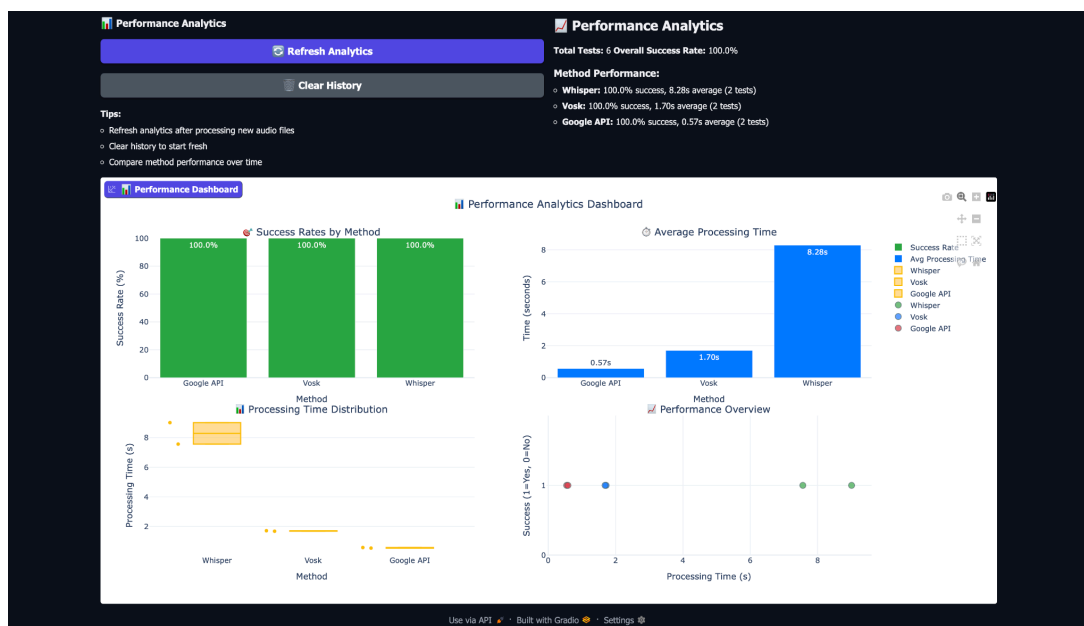 📊 Performance Analytics
🔄 Refresh Analytics
🗑️ Clear History
Tips:
Refresh analytics after processing new audio files
Clear history to start fresh
Compare method performance over time
📈 Performance Analytics
Total Tests: 6 Overall Success Rate: 100.0%
Method Performance:
Whisper: 100.0% success, 8.28s average (2 tests)
Vosk: 100.0% success, 1.70s average (2 tests)
Google API: 100.0% success, 0.57s average (2 tests)
📊 Performance Dashboard
📊 Performance Analytics Dashboard
🎯 Success Rates by Method
100
80
60
40
20
0
Success Rate (%)
100.0%
100.0%
100.0%
Google API
Vosk
Whisper
Method
⏱️ Average Processing Time
8
6
4
2
0
Time (seconds)
0.57s
1.70s
8.28s
Google API
Vosk
Whisper
Method
Success Rate
Avg Processing Time
Whisper
Vosk
Google API
Whisper
Vosk
Google API
📊 Processing Time Distribution
8
6
4
2
Processing Time (s)
Whisper
Vosk
Google API
Method
📈 Performance Overview
1
0
Success (1=Yes, 0=No)
0
2
4
6
8
Processing Time (s)
Use via API 🚀 · Built with Gradio · Settings ⚙️